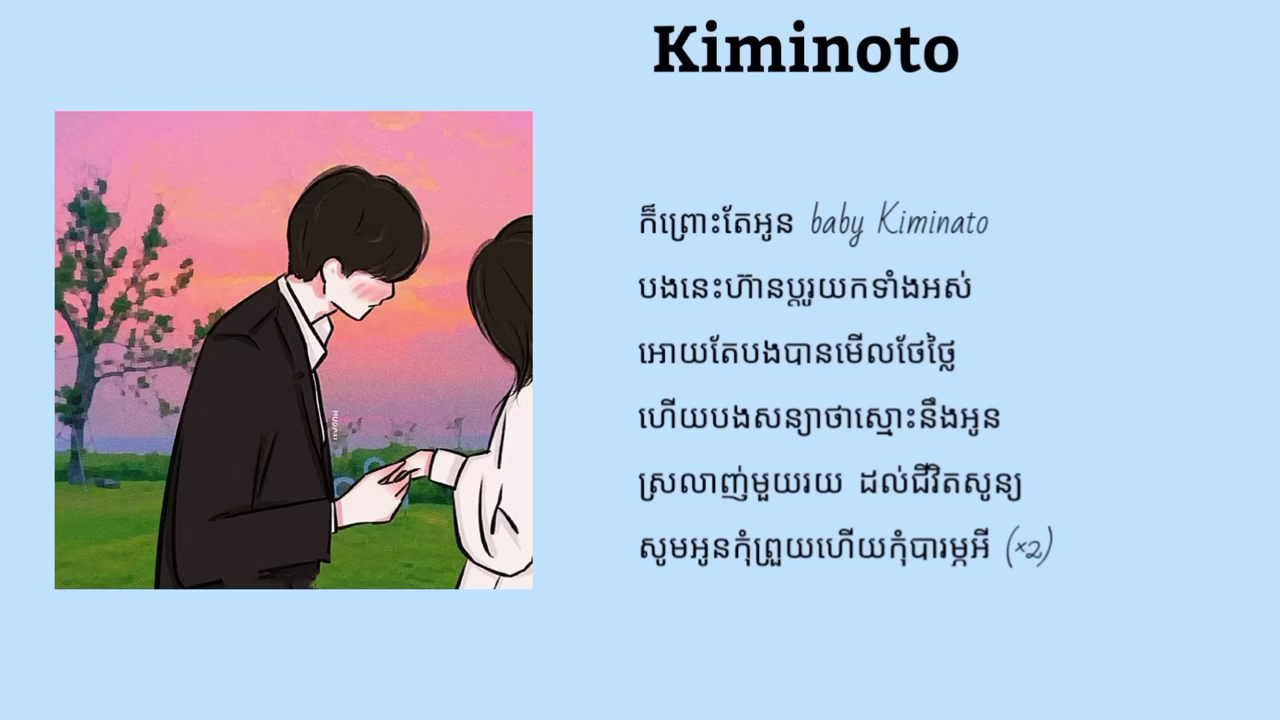 Kiminoto
ក៏ព្រោះតែអូន baby Kiminato
បងនេះហ៊ានប្តូរយកទាំងអស់
អោយតែបងបានមើលថែថ្លៃ
ហើយបងសន្យាថាស្មោះនឹងអូន
ស្រលាញ់មួយរយ ដល់ជីវិតសូន្យ
សូមអូនកុំព្រួយហើយកុំបារម្ភអី (×2)